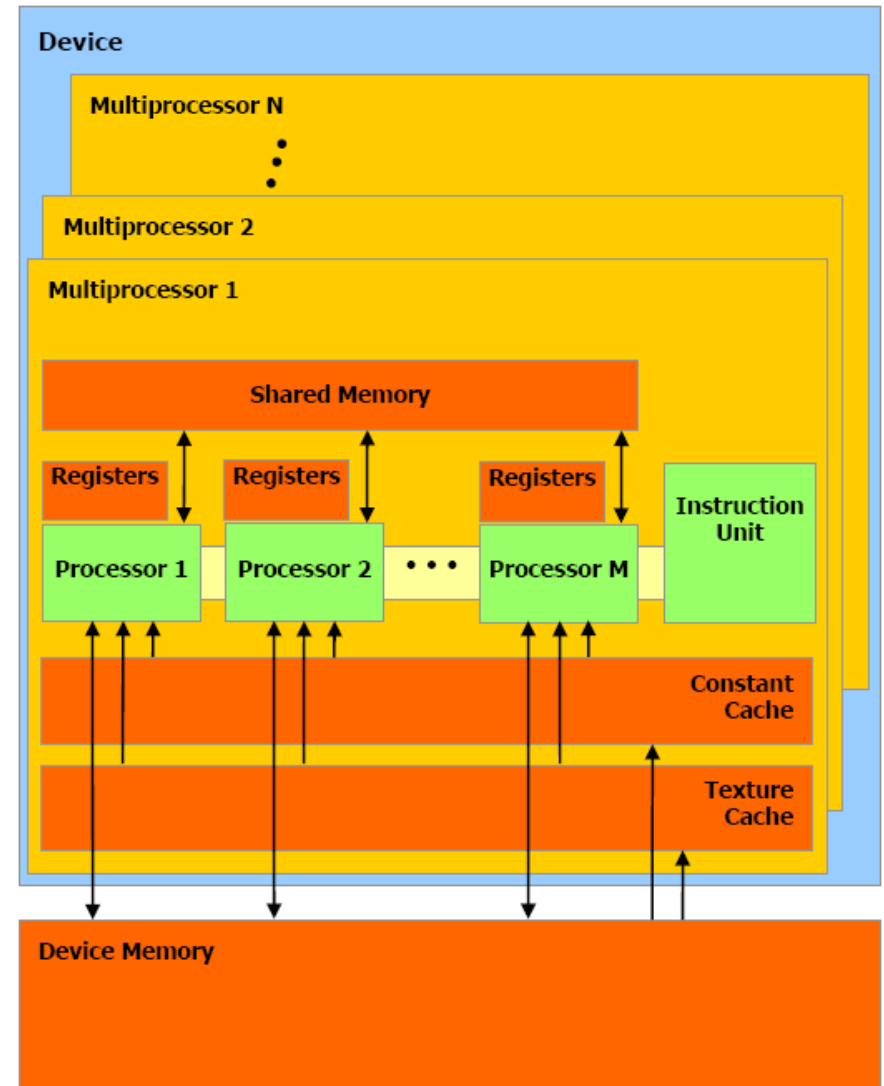 Device
Multiprocessor N
Multiprocessor 2
Multiprocessor 1
Shared Memory
Registers
Registers
Registers
Instruction
Unit
Processor 1
Processor 2
• • •
Processor M
Constant
Cache
Texture
Cache
Device Memory